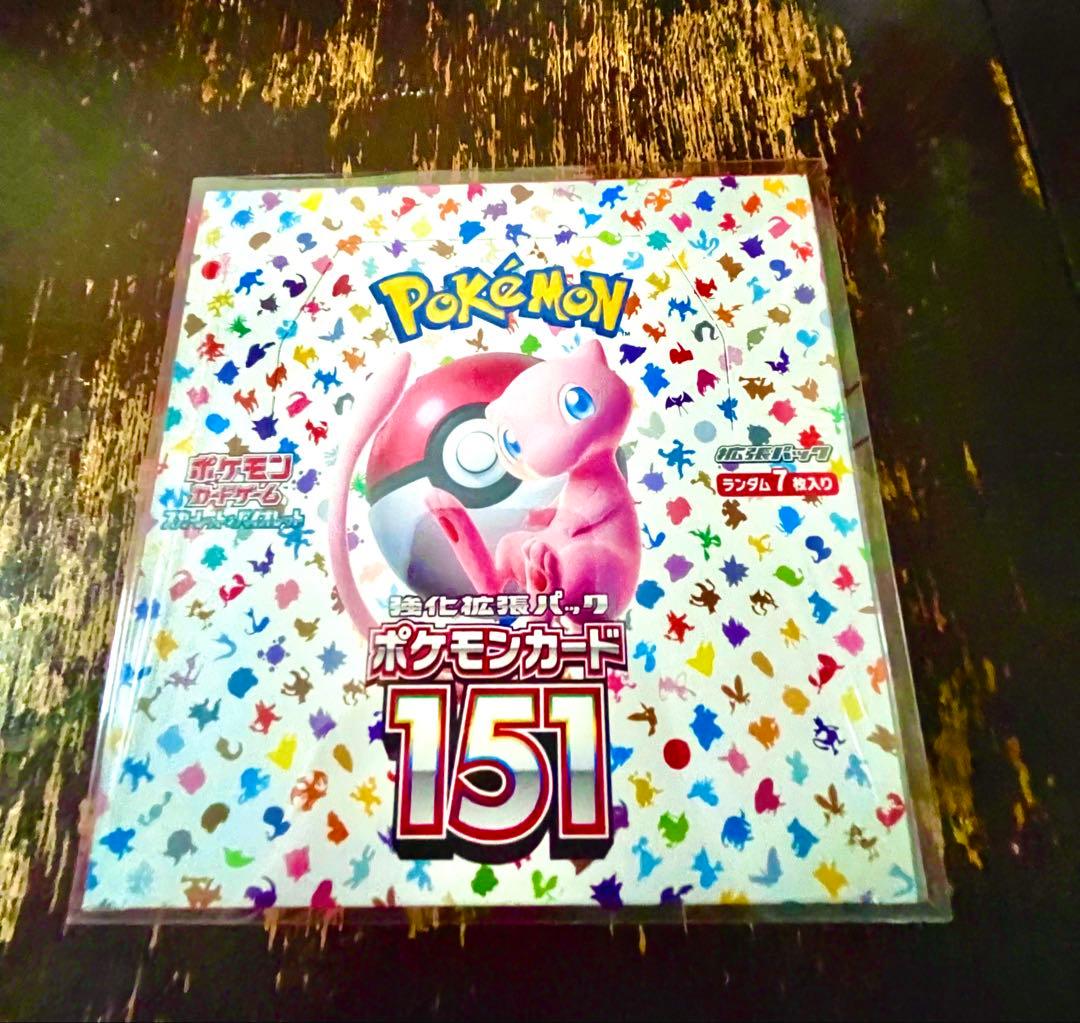 POKéMON
ポケモン
カードゲーム
スカーレット&バイオレット
拡張パック
ランダム7枚入り
強化拡張パック
ポケモンカード
151